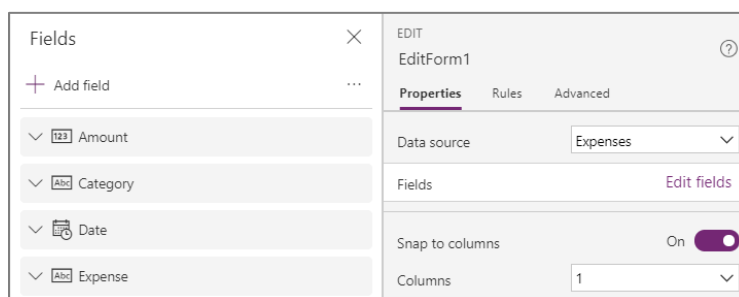 Fields
Add field
...
123 Amount
Abc Category
Date
Abc Expense
EDIT
EditForm1
?
Properties Rules Advanced
Data source Expenses
Fields Edit fields
Snap to columns On
Columns 1